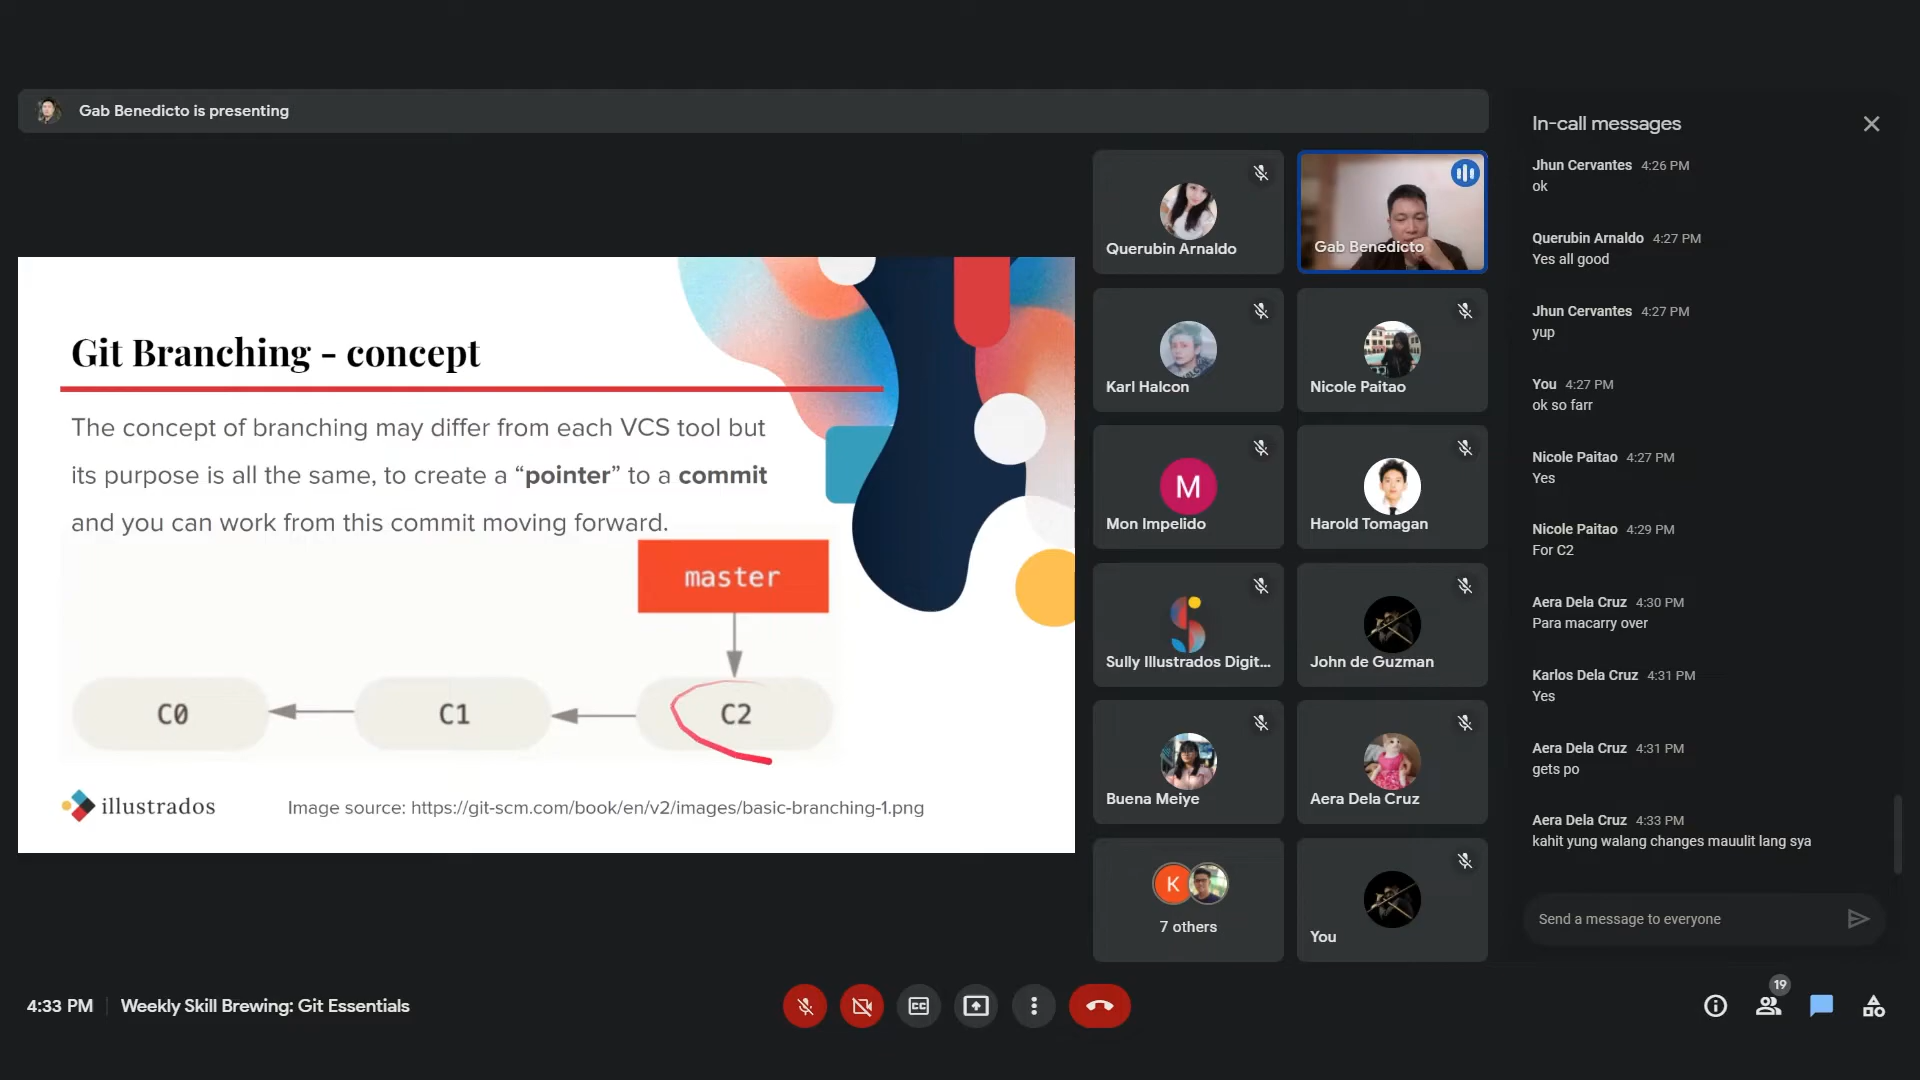 Gab Benedicto is presenting
Git Branching - concept
The concept of branching may differ from each VCS tool but
its purpose is all the same, to create a “pointer” to a commit
and you can work from this commit moving forward.
master
C0
C1
C2
illustrados
Image source: https://git-scm.com/book/en/v2/images/basic-branching-1.png
Querubin Arnaldo
Gab Benedicto
Karl Halcon
Nicole Paitao
M
Mon Impelido
Harold Tomagan
Sully Illustrados Digit...
John de Guzman
Buena Meiye
Aera Dela Cruz
K
7 others
You
In-call messages
Jhun Cervantes 4:26 PM
ok
Querubin Arnaldo 4:27 PM
Yes all good
Jhun Cervantes 4:27 PM
yup
You 4:27 PM
ok so farr
Nicole Paitao 4:27 PM
Yes
Nicole Paitao 4:29 PM
For C2
Aera Dela Cruz 4:30 PM
Para macarry over
Karlos Dela Cruz 4:31 PM
Yes
Aera Dela Cruz 4:31 PM
gets po
Aera Dela Cruz 4:33 PM
kahit yung walang changes mauulit lang sya
Send a message to everyone
4:33 PM
Weekly Skill Brewing: Git Essentials
CC
19